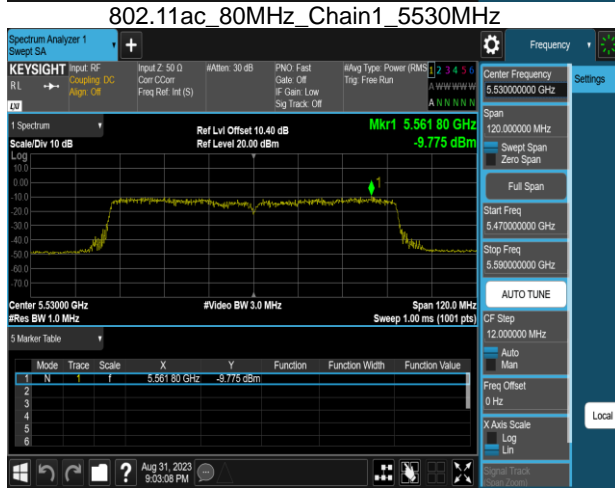 802.11ac_80MHz_Chain1_5530MHz
Spectrum Analyzer 1
Swept SA
Frequency
KEYSIGHT
RL
Input: RF
Coupling: DC
Align: Off
Input Z: 50 Ω
Corr CCorr
Freq Ref: Int (S)
#Atten: 30 dB
PNO: Fast
Gate: Off
IF Gain: Low
Sig Track: Off
#Avg Type: Power (RMS
Trig: Free Run
1 2 3 4 5 6
A WW WW W
A N N N N N
LW
Center Frequency
5.530000000 GHz
Settings
Span
120.000000 MHz
Swept Span
Zero Span
Full Span
Start Freq
5.470000000 GHz
Stop Freq
5.590000000 GHz
AUTO TUNE
CF Step
12.000000 MHz
Auto
Man
Freq Offset
0 Hz
X Axis Scale
Log
Lin
Signal Track
(Span Zoom)
Local
1 Spectrum
Scale/Div 10 dB
Ref Lvl Offset 10.40 dB
Ref Level 20.00 dBm
Mkr1 5.561 80 GHz
-9.775 dBm
Log
10.0
0.00
-10.0
-20.0
-30.0
-40.0
-50.0
-60.0
-70.0
1
Center 5.53000 GHz
#Res BW 1.0 MHz
#Video BW 3.0 MHz
Span 120.0 MHz
Sweep 1.00 ms (1001 pts)
5 Marker Table
Mode Trace Scale X Y Function Function Width Function Value
1 N 1 f 5.561 80 GHz -9.775 dBm
2
3
4
5
6
?
Aug 31, 2023
9:03:08 PM